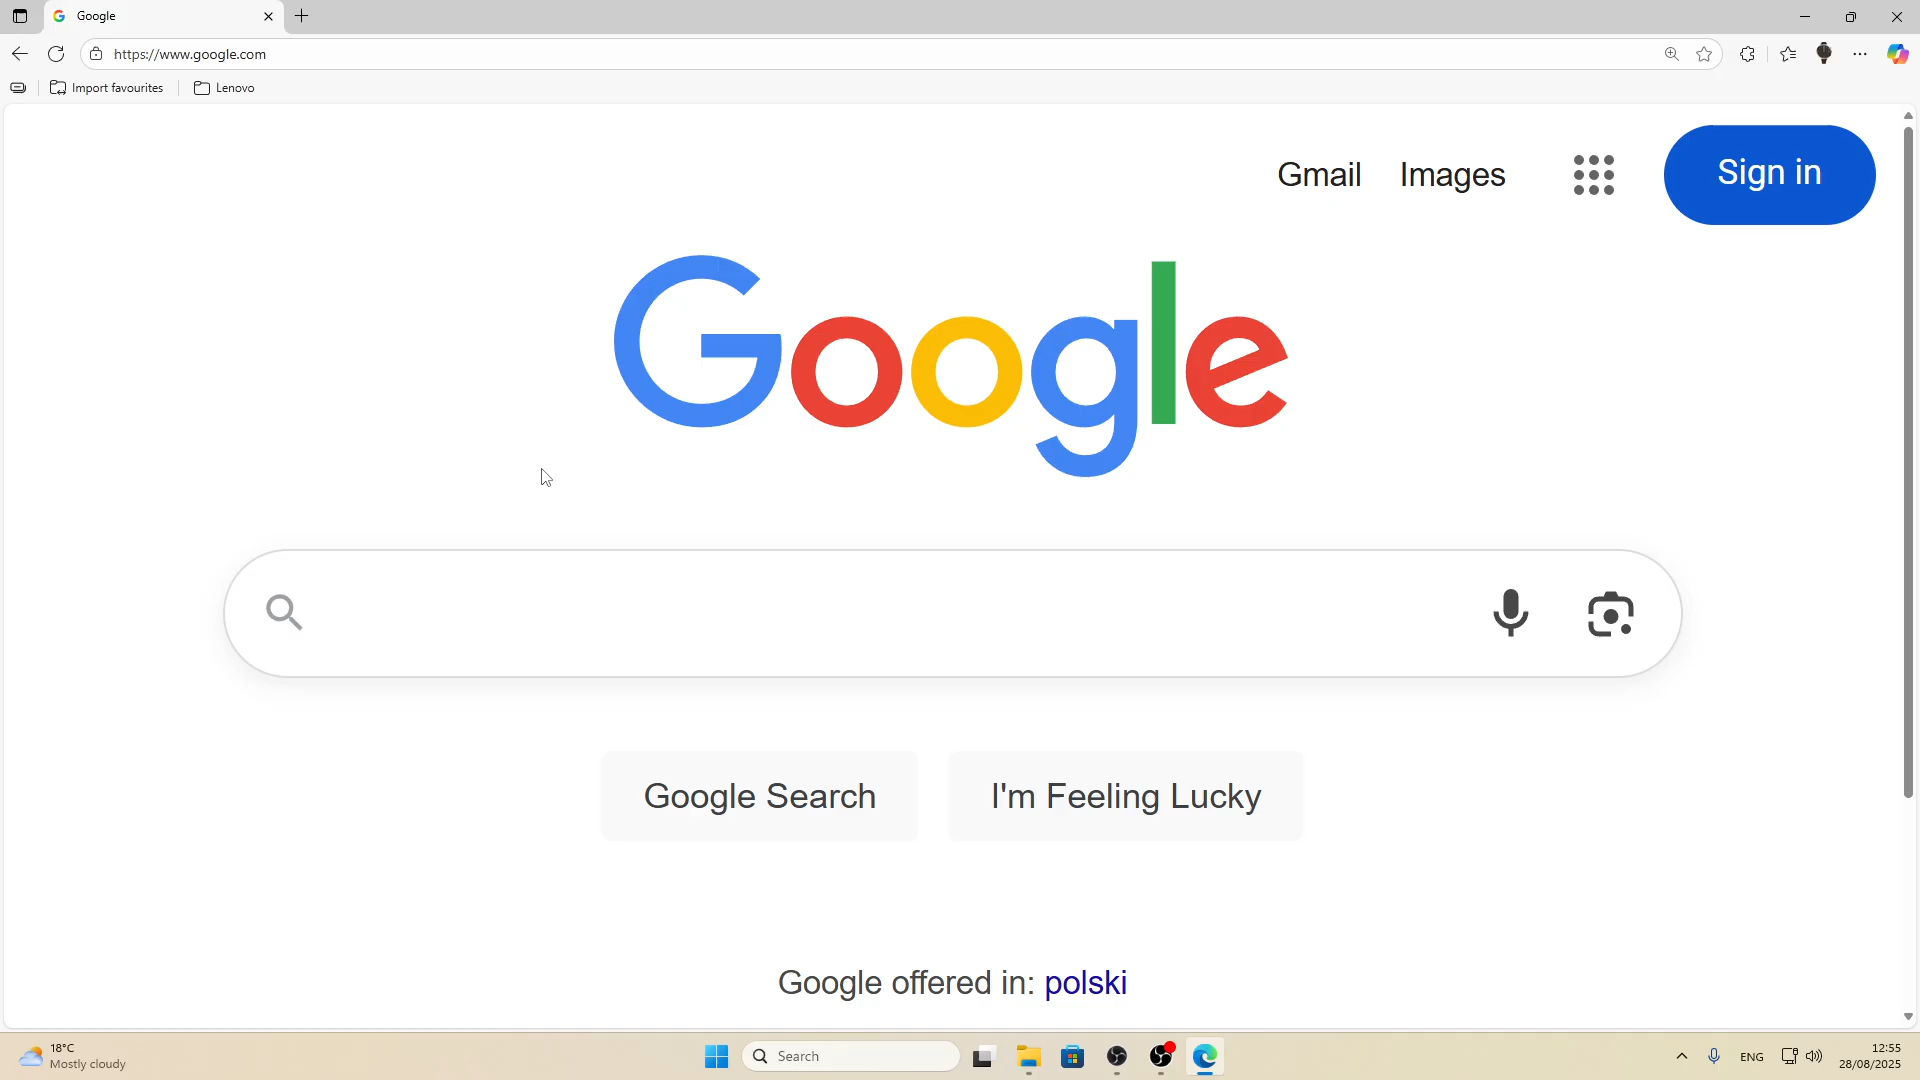 Google
https://www.google.com
Import favourites
Lenovo
Gmail
Images
Sign in
Google
Google Search
I'm Feeling Lucky
Google offered in: polski
18°C
Mostly cloudy
Search
ENG
12:55
28/08/2025